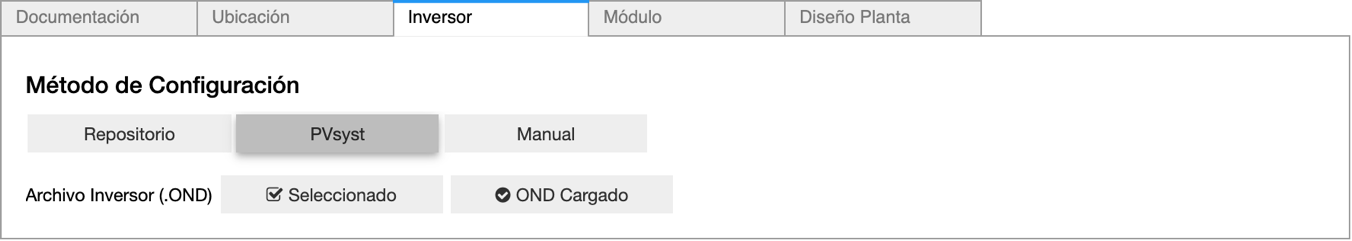 Documentación Ubicación Inversor Módulo Diseño Planta
Método de Configuración
Repositorio PVsyst Manual
Archivo Inversor (.OND) Seleccionado OND Cargado